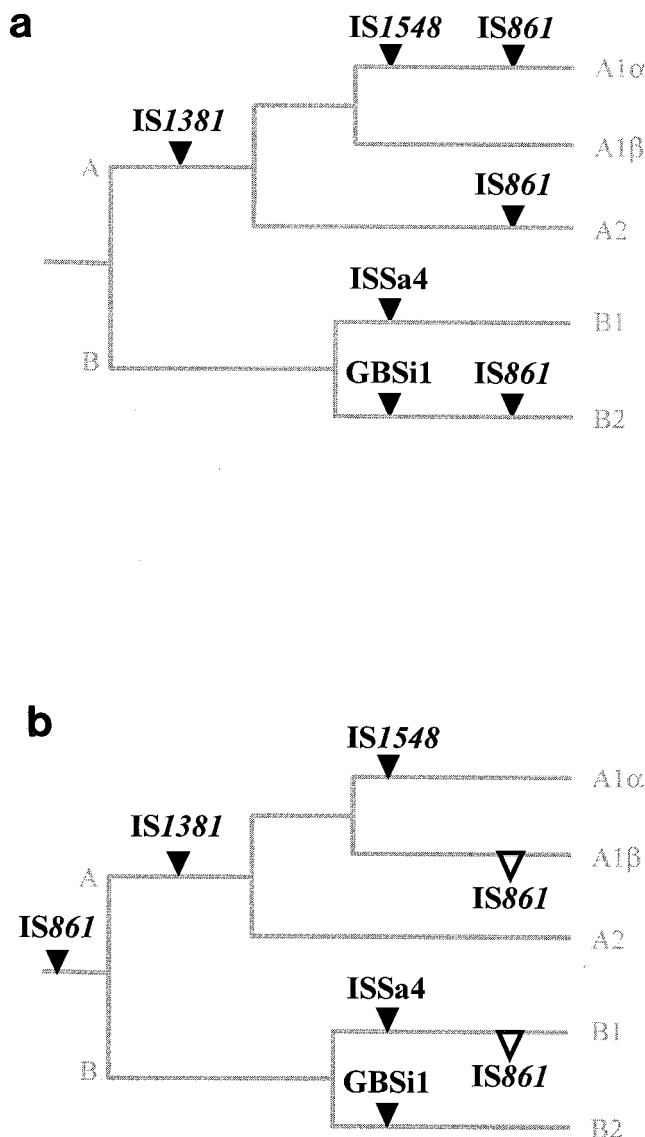 a
IS1548 IS861
A1α
IS1381
A
A1β
IS861
A2
ISSa4
B1
B
GBSi1 IS861
B2
b
IS1548
A1α
IS1381
A
A1β
IS861
IS861
A2
ISSa4
B1
IS861
B
GBSi1
B2